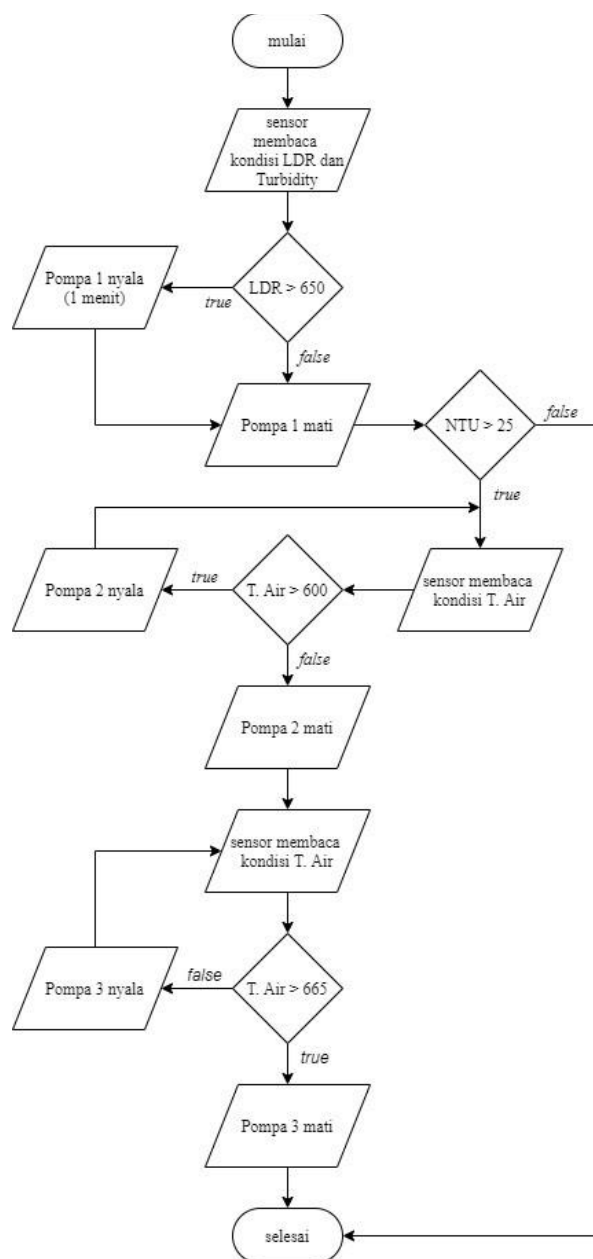 mulai
sensor
membaca
kondisi LDR dan
Turbidity
LDR > 650
true
Pompa 1 nyala
(1 menit)
false
Pompa 1 mati
NTU > 25
false
true
sensor membaca
kondisi T. Air
T. Air > 600
true
Pompa 2 nyala
false
Pompa 2 mati
sensor membaca
kondisi T. Air
T. Air > 665
false
Pompa 3 nyala
true
Pompa 3 mati
selesai